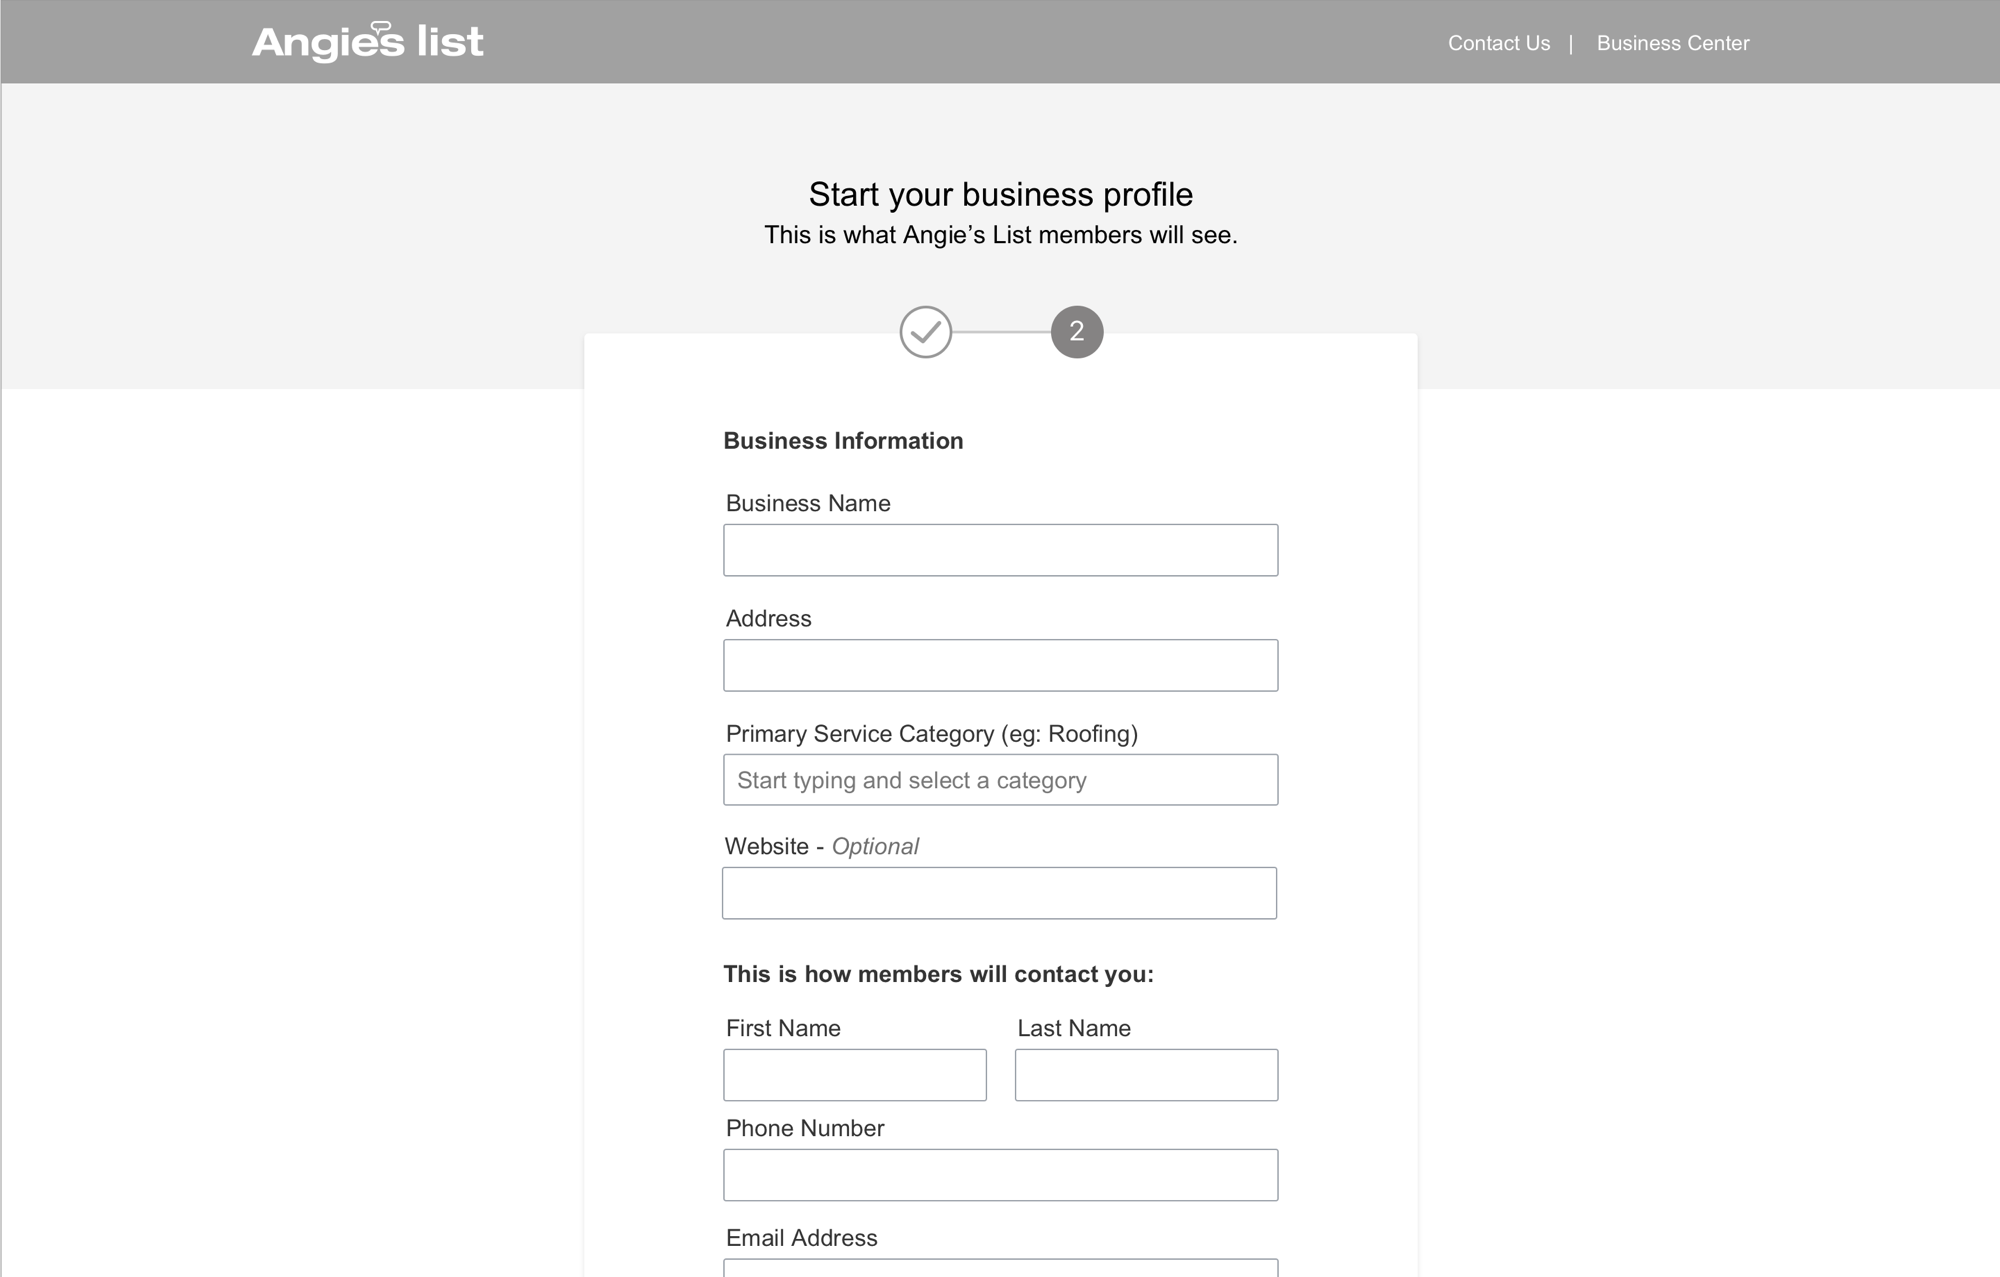 Angie's list
Contact Us | Business Center
Start your business profile
This is what Angie’s List members will see.
2
Business Information
Business Name
Address
Primary Service Category (eg: Roofing)
Start typing and select a category
Website - Optional
This is how members will contact you:
First Name
Last Name
Phone Number
Email Address